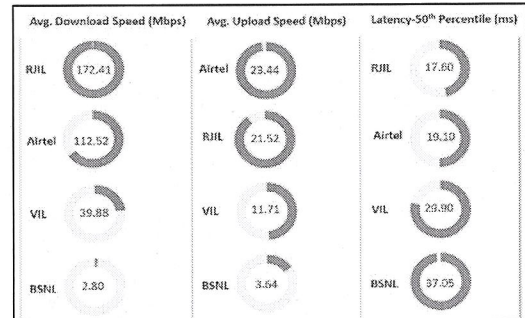 Avg. Download Speed (Mbps)
RJIL 172.41
Airtel 112.52
VIL 39.88
BSNL 2.80
Avg. Upload Speed (Mbps)
Airtel 23.44
RJIL 21.52
VIL 11.71
BSNL 3.64
Latency-50th Percentile (ms)
RJIL 17.60
Airtel 19.10
VIL 29.90
BSNL 37.05